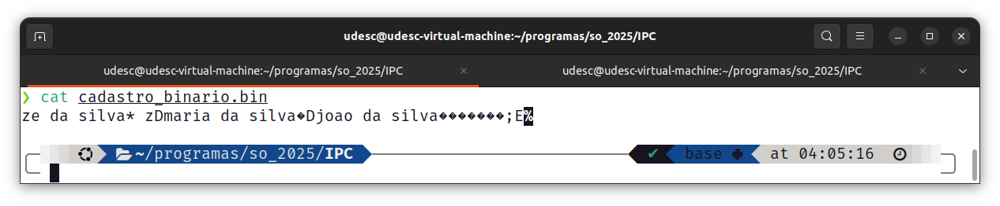 udesc@udesc-virtual-machine:~/programas/so_2025/IPC
udesc@udesc-virtual-machine:~/programas/so_2025/IPC × udesc@udesc-virtual-machine:~/programas/so_2025/IPC ×
❯ cat cadastro_binario.bin
ze da silva* zDmaria da silva�Djoao da silva�������;E%
~/programas/so_2025/IPC ✔ base at 04:05:16